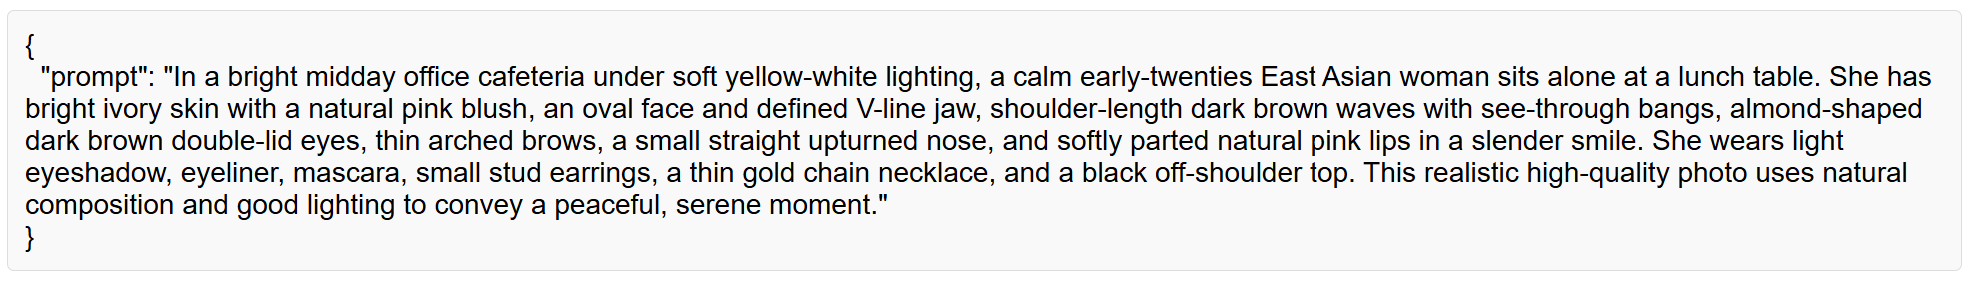 {
"prompt": "In a bright midday office cafeteria under soft yellow-white lighting, a calm early-twenties East Asian woman sits alone at a lunch table. She has
bright ivory skin with a natural pink blush, an oval face and defined V-line jaw, shoulder-length dark brown waves with see-through bangs, almond-shaped
dark brown double-lid eyes, thin arched brows, a small straight upturned nose, and softly parted natural pink lips in a slender smile. She wears light
eyeshadow, eyeliner, mascara, small stud earrings, a thin gold chain necklace, and a black off-shoulder top. This realistic high-quality photo uses natural
composition and good lighting to convey a peaceful, serene moment."
}